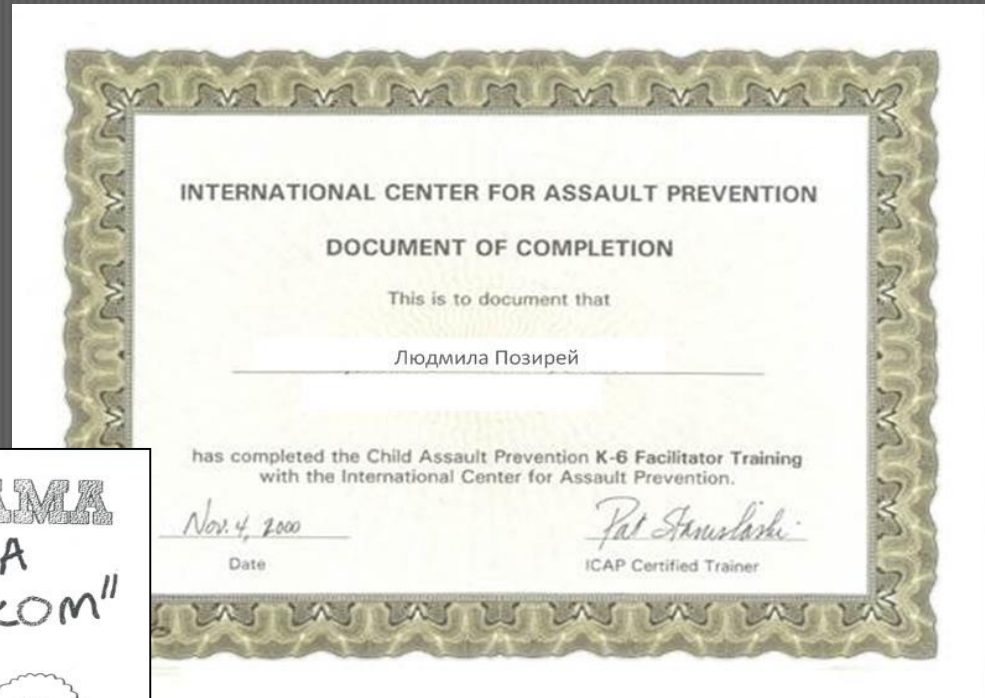 INTERNATIONAL CENTER FOR ASSAULT PREVENTION
DOCUMENT OF COMPLETION
This is to document that
Людмила Позирей
has completed the Child Assault Prevention K-6 Facilitator Training
with the International Center for Assault Prevention.
Nov. 4, 2000
Pat Stanislaski
Date
ICAP Certified Trainer